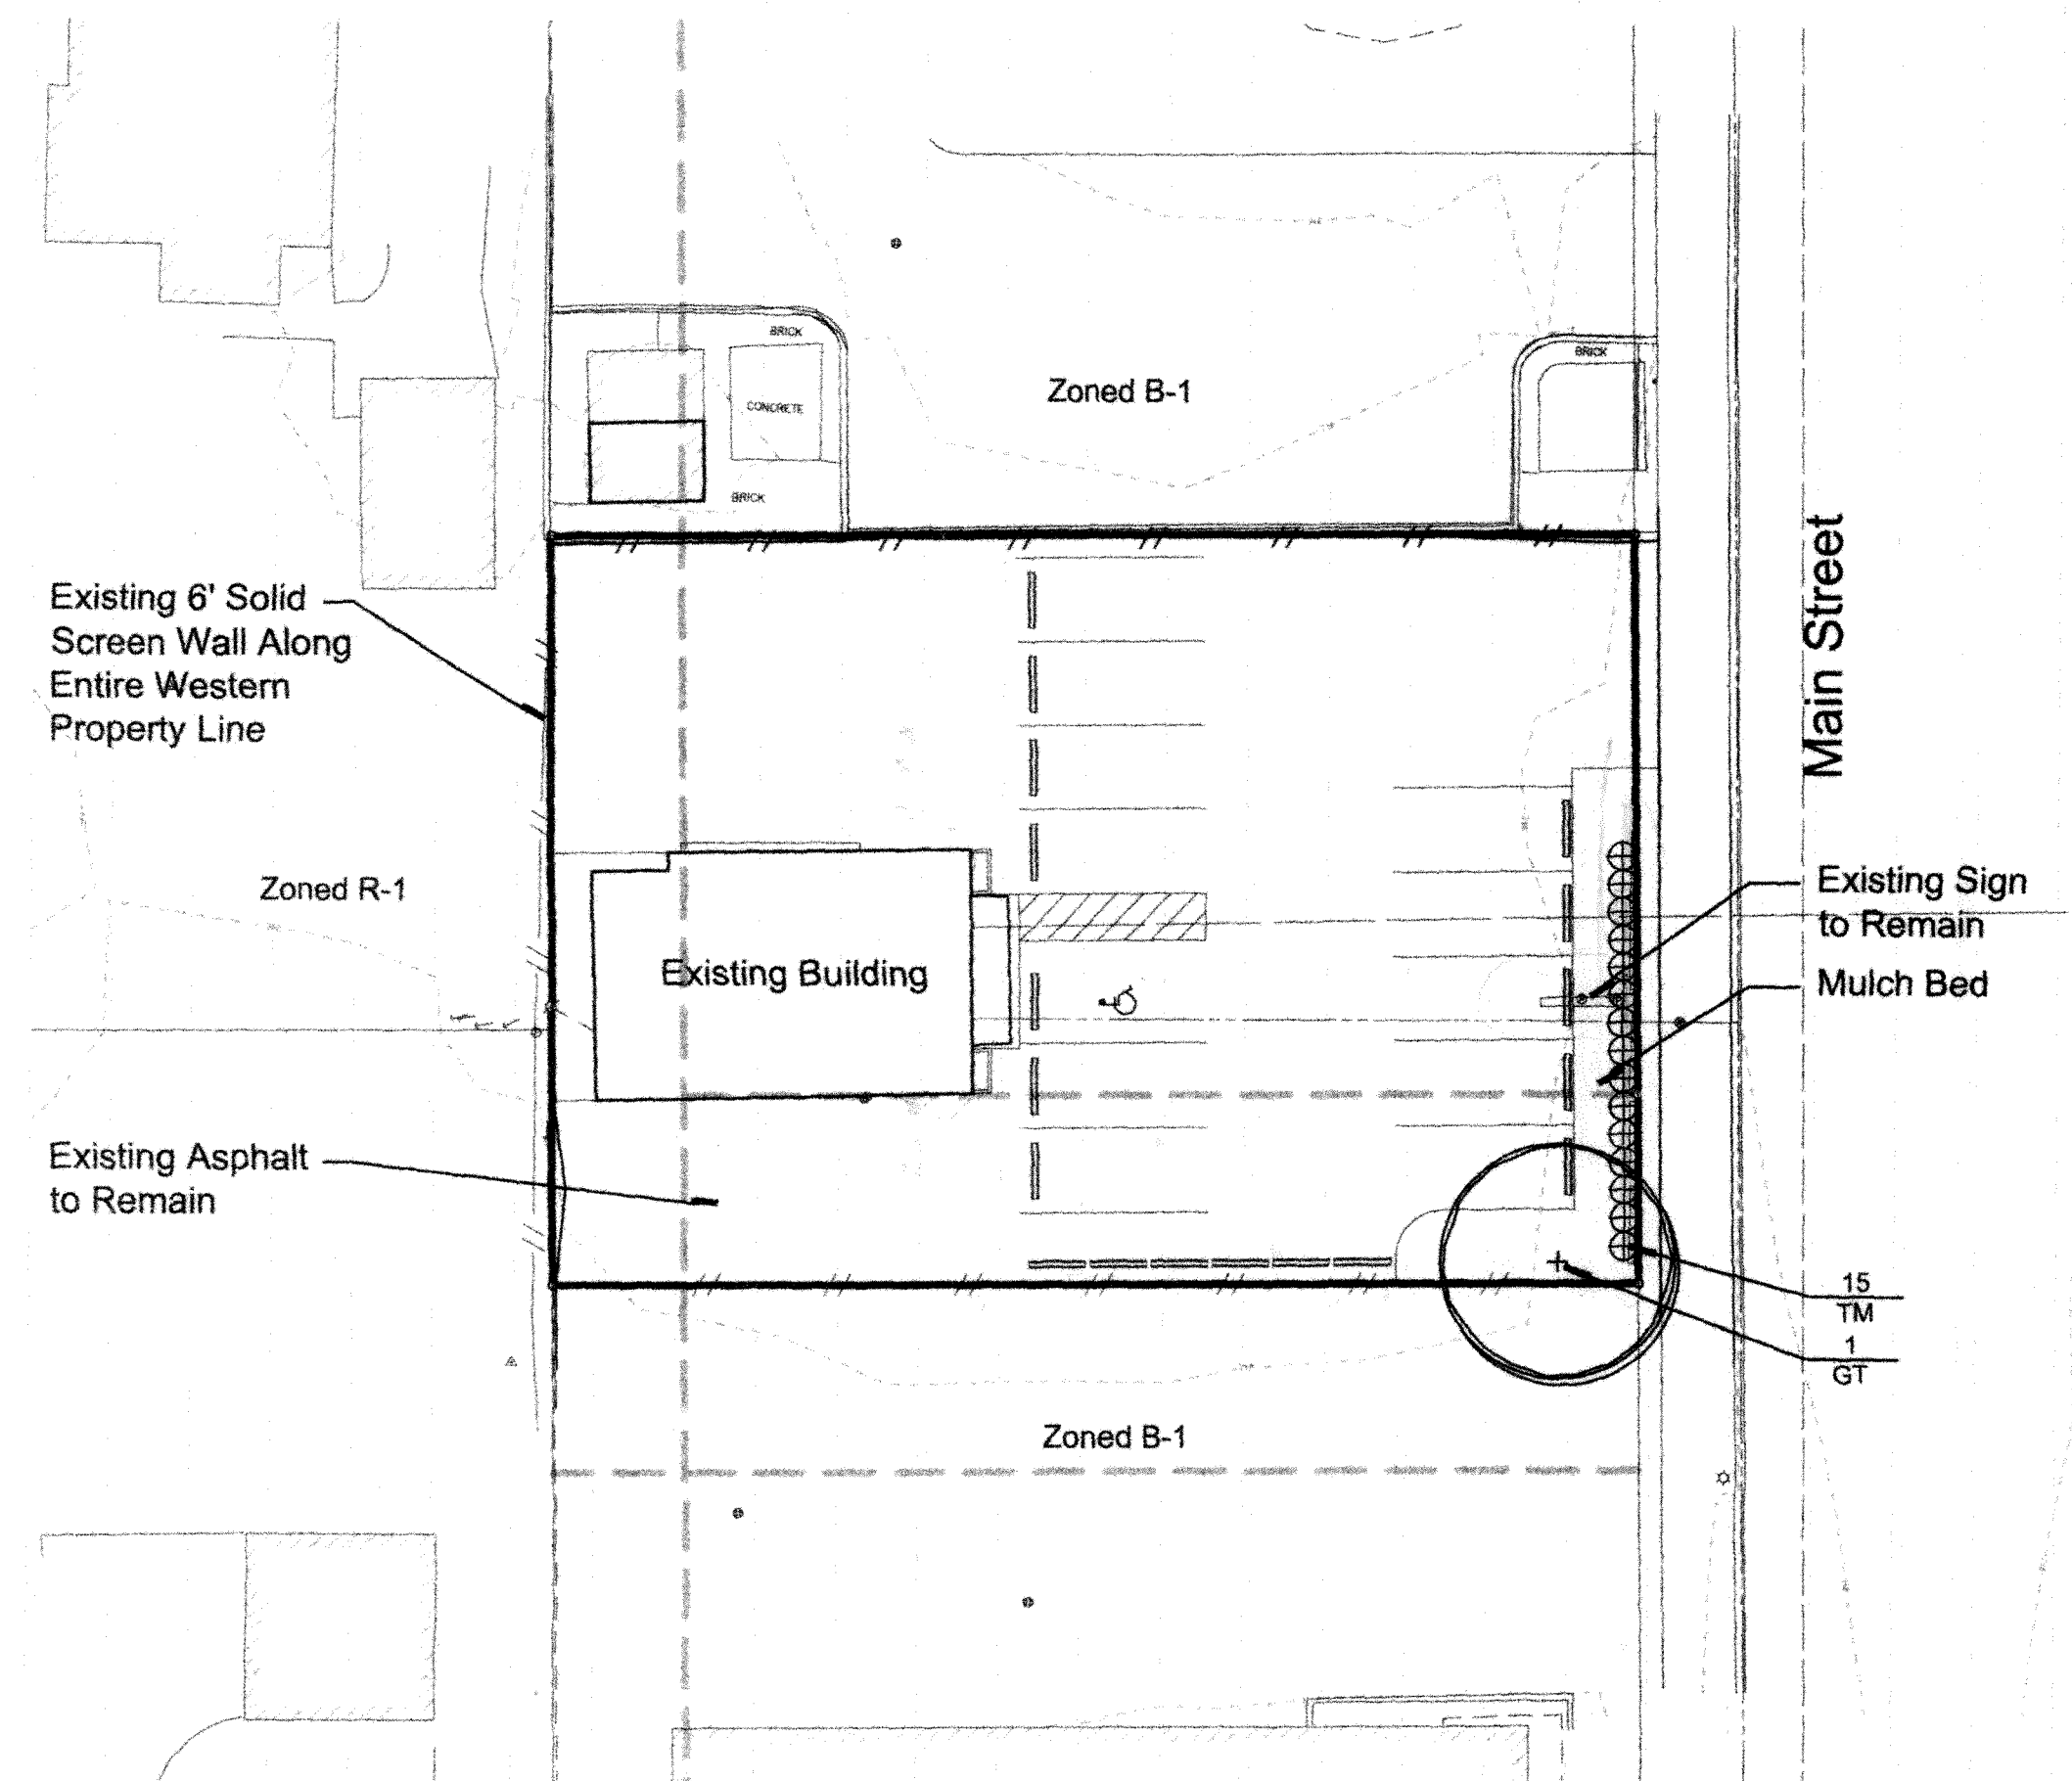 BRICK
BRICK
CONCRETE
Zoned B-1
BRICK
Main Street
Existing 6' Solid
Screen Wall Along
Entire Western
Property Line
Zoned R-1
Existing Sign
to Remain
Existing Building
Mulch Bed
Existing Asphalt
to Remain
15
TM
1
GT
Zoned B-1